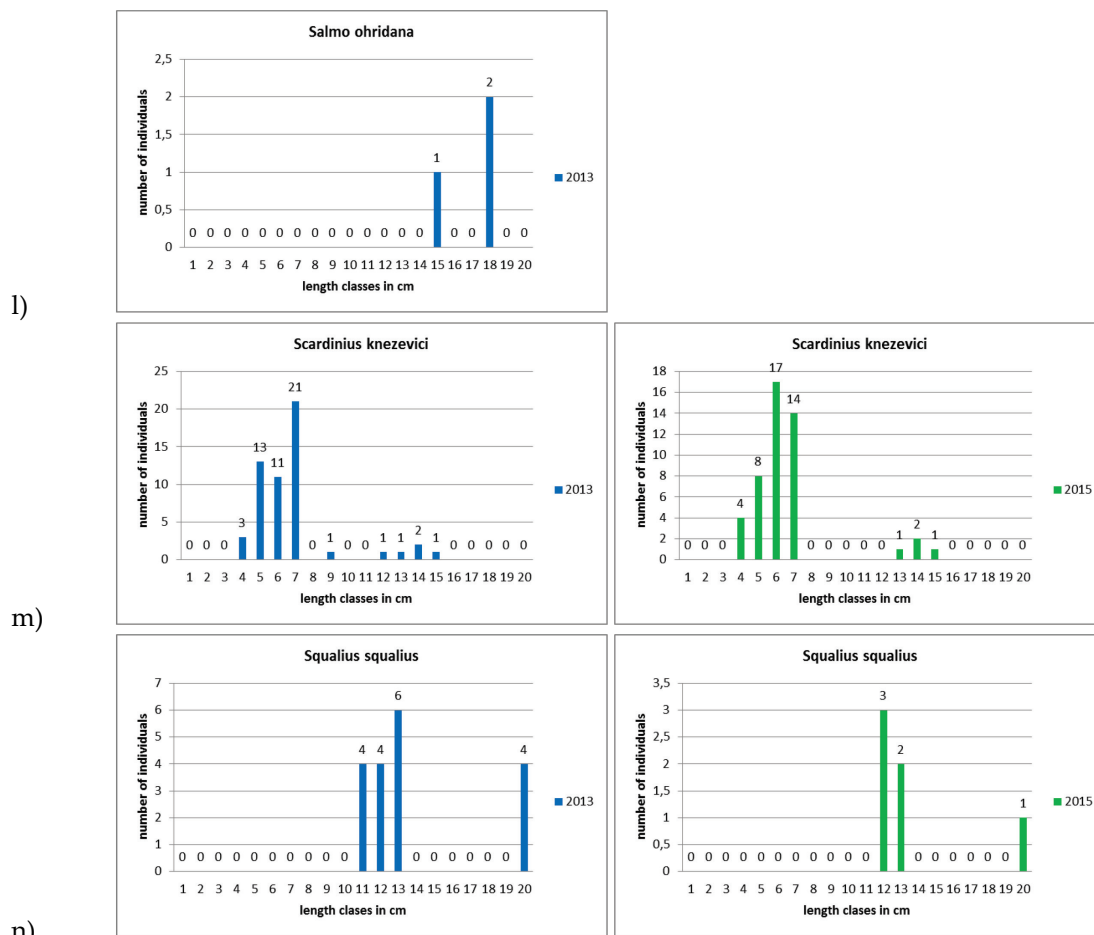 Salmo ohridana
number of individuals
2,5
2
1,5
1
0,5
0
0 0 0 0 0 0 0 0 0 0 0 0 0 0 1 0 0 2 0 0
1 2 3 4 5 6 7 8 9 10 11 12 13 14 15 16 17 18 19 20
length classes in cm
2013
l)
Scardinius knezevici
number of individuals
25
20
15
10
5
0
0 0 0 3 13 11 21 0 1 0 0 1 1 2 1 0 0 0 0 0
1 2 3 4 5 6 7 8 9 10 11 12 13 14 15 16 17 18 19 20
length classes in cm
2013
Scardinius knezevici
number of individuals
18
16
14
12
10
8
6
4
2
0
0 0 0 4 8 17 14 0 0 0 0 0 1 2 1 0 0 0 0 0
1 2 3 4 5 6 7 8 9 10 11 12 13 14 15 16 17 18 19 20
length classes in cm
2015
m)
Squalius squalius
number of individuals
7
6
5
4
3
2
1
0
0 0 0 0 0 0 0 0 0 0 4 4 6 0 0 0 0 0 0 4
1 2 3 4 5 6 7 8 9 10 11 12 13 14 15 16 17 18 19 20
length clases in cm
2013
Squalius squalius
number of individuals
3,5
3
2,5
2
1,5
1
0,5
0
0 0 0 0 0 0 0 0 0 0 0 3 2 0 0 0 0 0 0 1
1 2 3 4 5 6 7 8 9 10 11 12 13 14 15 16 17 18 19 20
length classes in cm
2015
n)